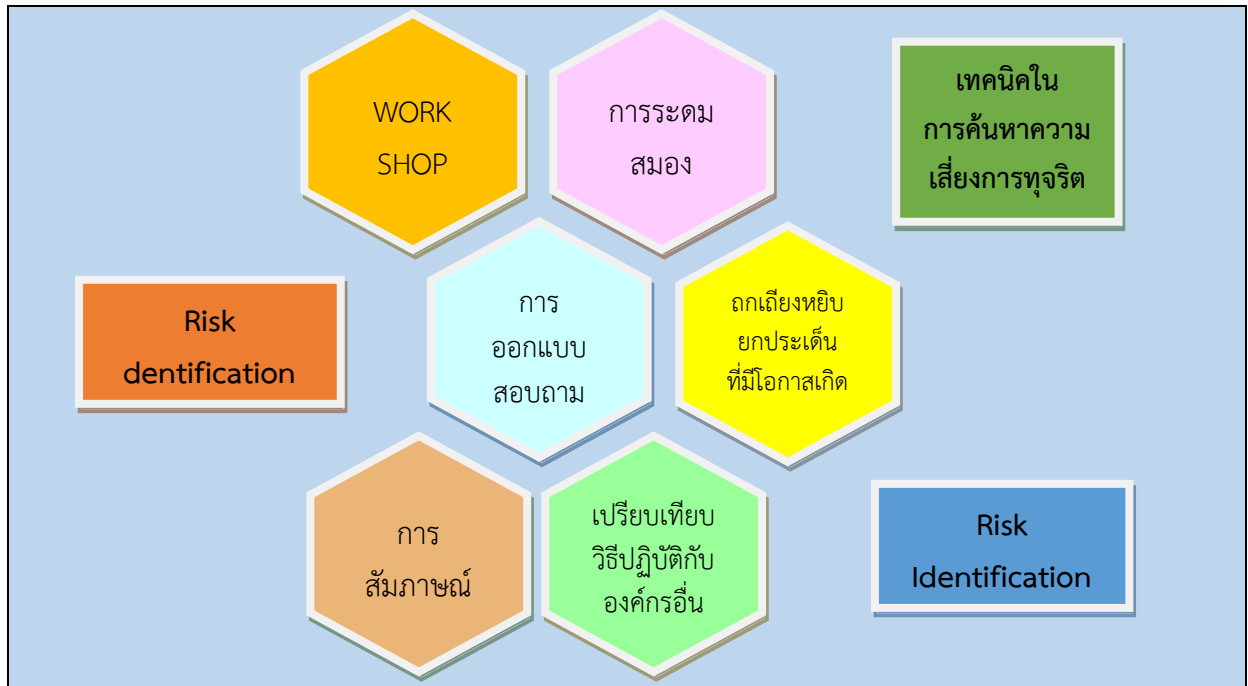 WORK
SHOP
การระดม
สมอง
เทคนิคใน
การค้นหาความ
เสี่ยงการทุจริต
Risk
dentification
การ
ออกแบบ
สอบถาม
ถกเถียงหยิบ
ยกประเด็น
ที่มีโอกาสเกิด
การ
สัมภาษณ์
เปรียบเทียบ
วิธีปฏิบัติกับ
องค์กรอื่น
Risk
Identification